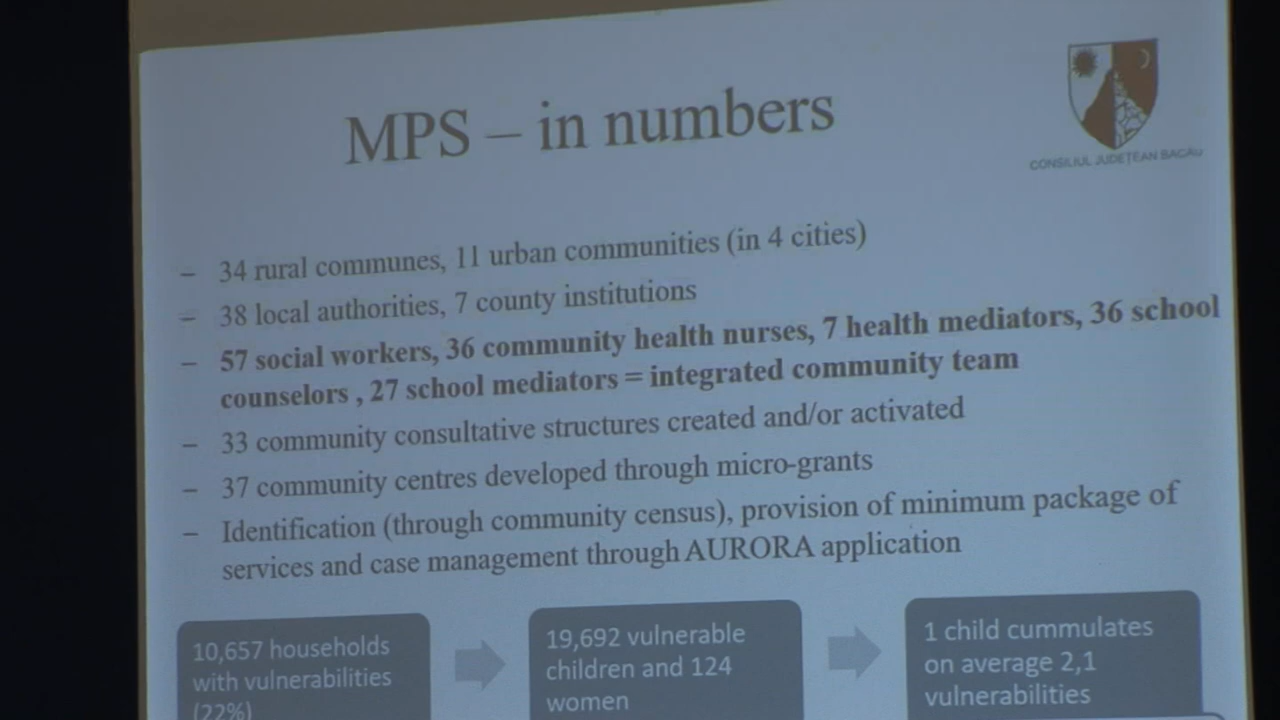 MPS – in numbers
CONSILIUL JUDEȚEAN BACĂU
– 34 rural communes, 11 urban communities (in 4 cities)
– 38 local authorities, 7 county institutions
– 57 social workers, 36 community health nurses, 7 health mediators, 36 school
counselors , 27 school mediators = integrated community team
– 33 community consultative structures created and/or activated
– 37 community centres developed through micro-grants
– Identification (through community census), provision of minimum package of
services and case management through AURORA application
10,657 households
with vulnerabilities
(22%)
19,692 vulnerable
children and 124
women
1 child cummulates
on average 2,1
vulnerabilities